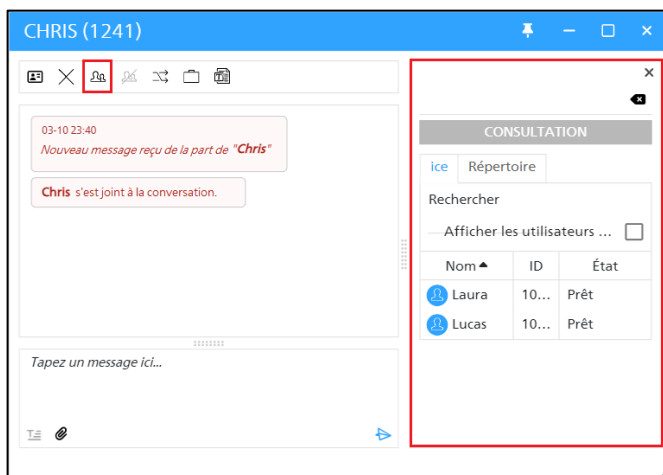 CHRIS (1241)
03-10 23:40
Nouveau message reçu de la part de "Chris"
Chris s'est joint à la conversation.
Tapez un message ici...
CONSULTATION
ice Répertoire
Rechercher
Afficher les utilisateurs ...
Nom ID État
Laura 10... Prêt
Lucas 10... Prêt